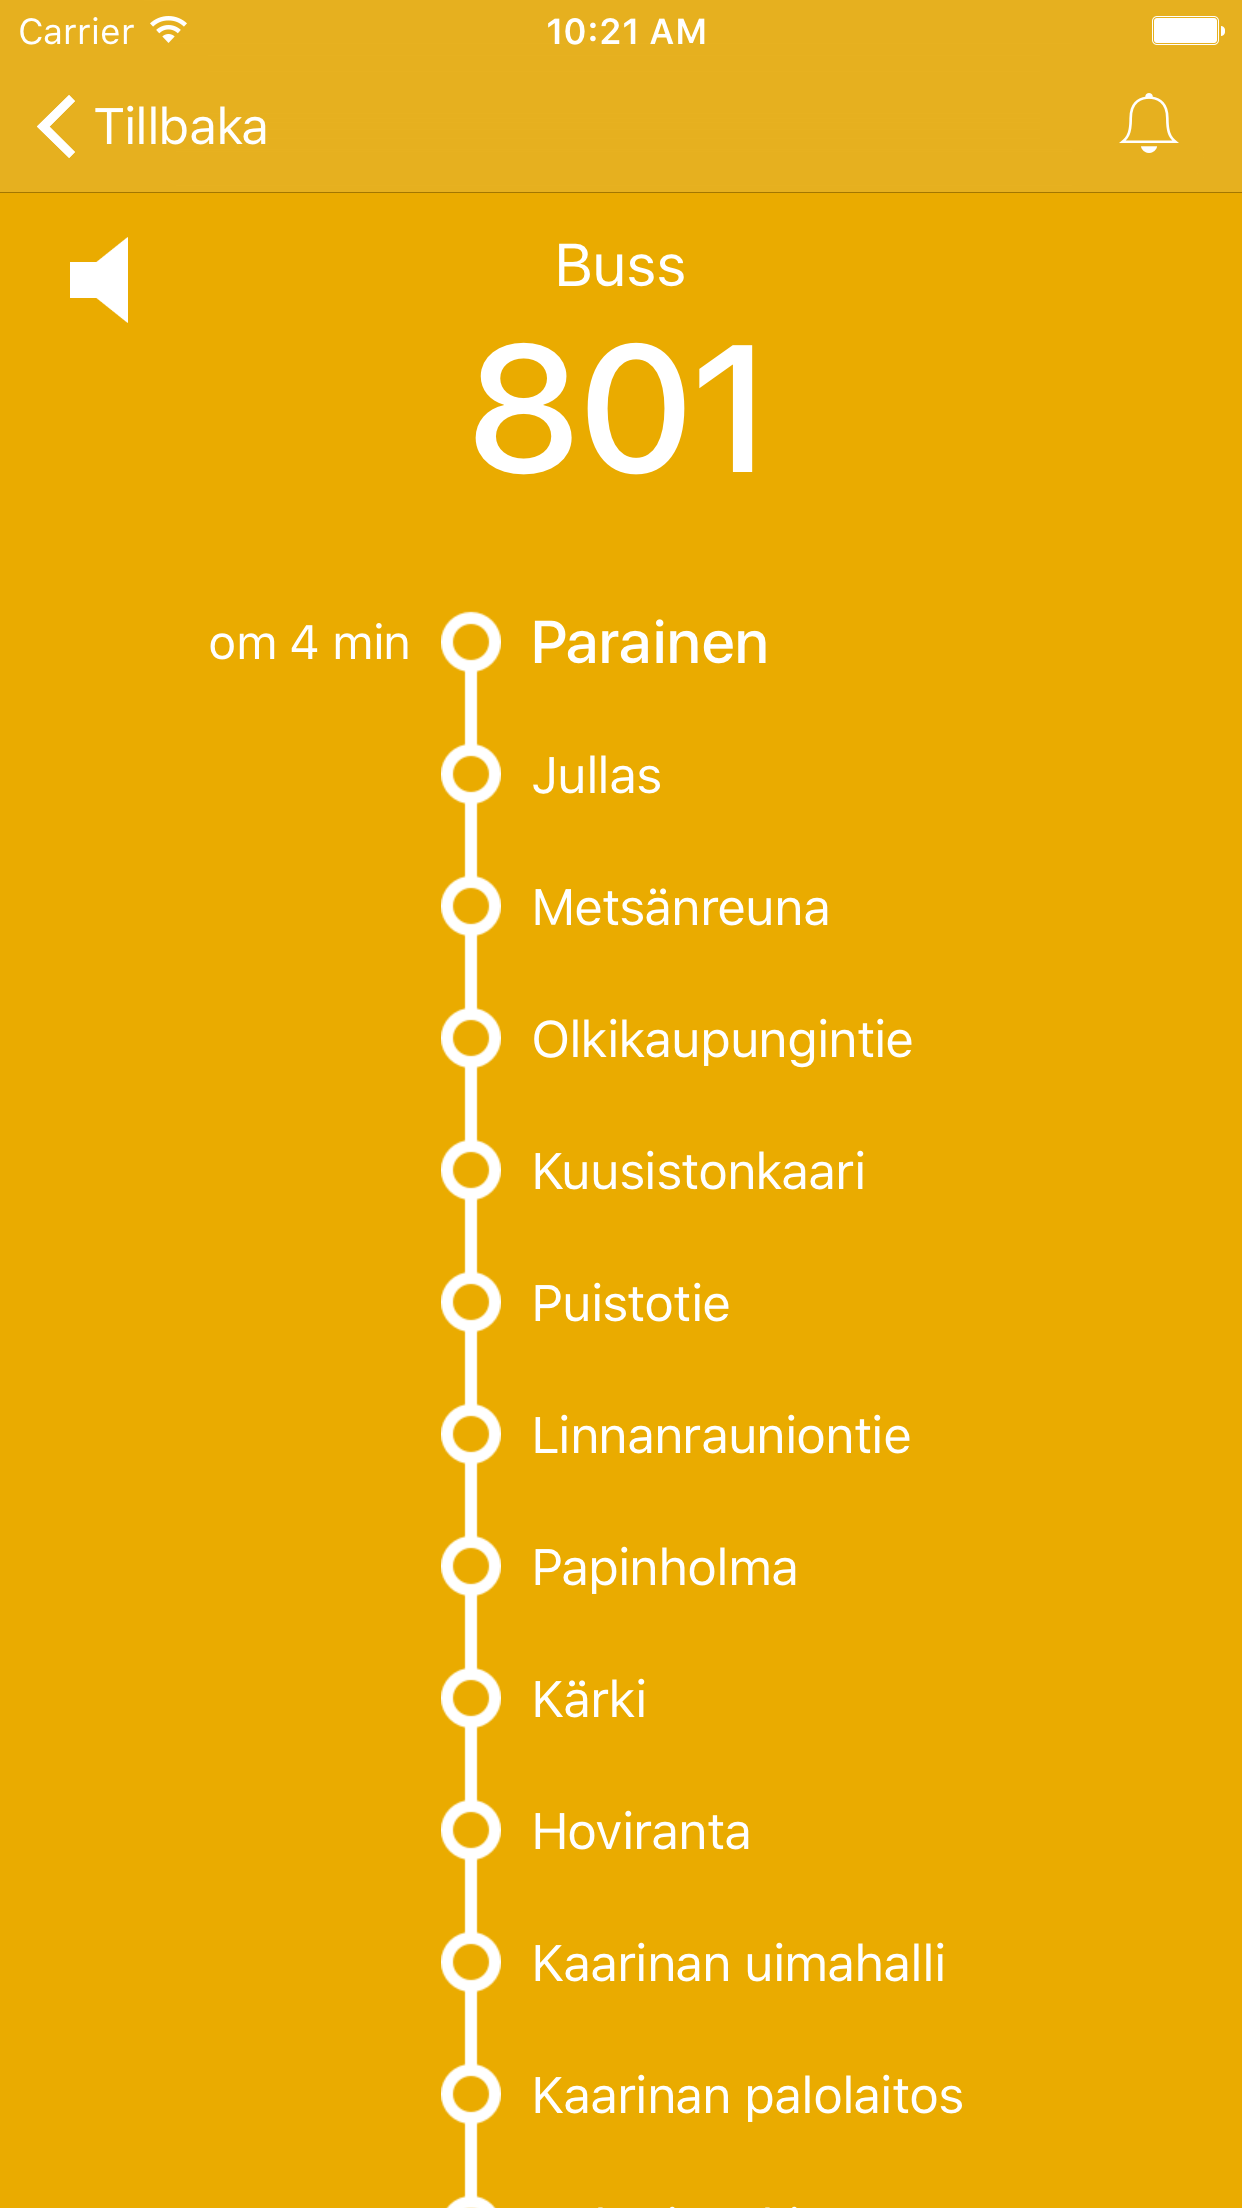 Carrier 10:21 AM
Tillbaka
Buss
801
om 4 min Parainen
Jullas
Metsänreuna
Olkikaupungintie
Kuusistonkaari
Puistotie
Linnanrauniontie
Papinholma
Kärki
Hoviranta
Kaarinan uimahalli
Kaarinan palolaitos